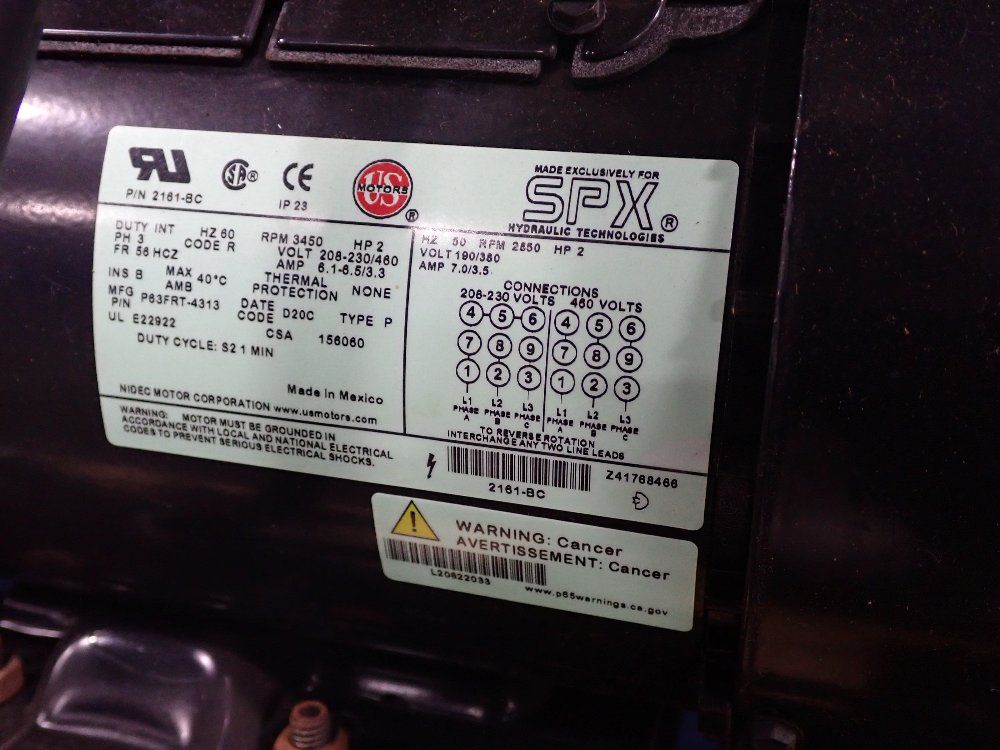 RU
P/N 2161-BC
SA ®
CE
IP 23
US
MOTORS
®
MADE EXCLUSIVELY FOR
SPX®
HYDRAULIC TECHNOLOGIES
DUTY INT HZ 60 RPM 3450 HP 2
PH 3 CODE R VOLT 208-230/460
FR 56 HCZ AMP 6.1-6.5/3.3
INS B MAX AMB 40°C THERMAL PROTECTION NONE
MFG P/N P63FRT-4313 DATE CODE D20C TYPE P
UL E22922 CSA 156060
DUTY CYCLE: S2 1 MIN
Made in Mexico
NIDEC MOTOR CORPORATION www.usmotors.com
WARNING: MOTOR MUST BE GROUNDED IN
ACCORDANCE WITH LOCAL AND NATIONAL ELECTRICAL
CODES TO PREVENT SERIOUS ELECTRICAL SHOCKS.
HZ 50 RPM 2850 HP 2
VOLT 190/380
AMP 7.0/3.5
CONNECTIONS
208-230 VOLTS 460 VOLTS
4 5 6 4 5 6
7 8 9 7 8 9
1 2 3 1 2 3
L1 L2 L3 L1 L2 L3
PHASE A PHASE B PHASE C PHASE A PHASE B PHASE C
TO REVERSE ROTATION
INTERCHANGE ANY TWO LINE LEADS
2161-BC
Z41768466
WARNING: Cancer
AVERTISSEMENT: Cancer
L20822033
www.p65warnings.ca.gov